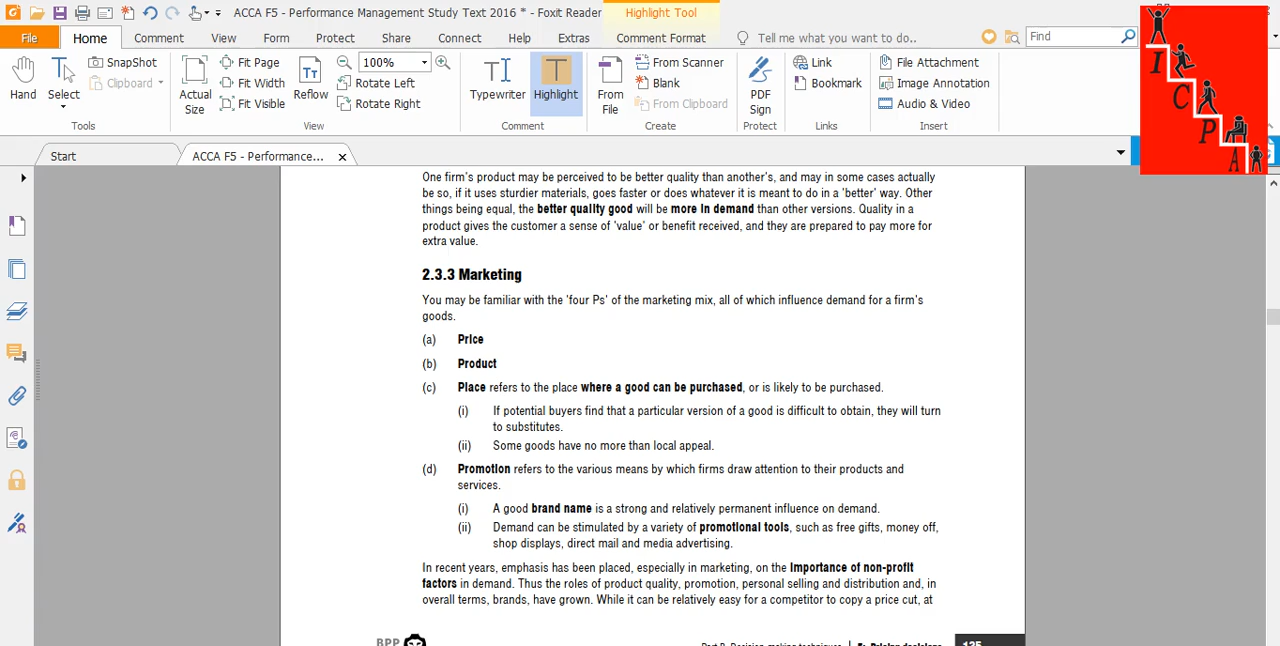 ACCA F5 - Performance Management Study Text 2016 * - Foxit Reader
Highlight Tool
File
Home
Comment
View
Form
Protect
Share
Connect
Help
Extras
Comment Format
Tell me what you want to do..
Find
Hand
Select
SnapShot
Clipboard
Tools
Actual
Size
Fit Page
Fit Width
Fit Visible
Reflow
100%
Rotate Left
Rotate Right
View
Typewriter
Highlight
Comment
From
File
From Scanner
Blank
From Clipboard
Create
PDF
Sign
Protect
Link
Bookmark
Links
File Attachment
Image Annotation
Audio & Video
Insert
I
C
P
A
Start
ACCA F5 - Performance...
One firm's product may be perceived to be better quality than another's, and may in some cases actually
be so, if it uses sturdier materials, goes faster or does whatever it is meant to do in a 'better' way. Other
things being equal, the better quality good will be more in demand than other versions. Quality in a
product gives the customer a sense of 'value' or benefit received, and they are prepared to pay more for
extra value.
2.3.3 Marketing
You may be familiar with the 'four Ps' of the marketing mix, all of which influence demand for a firm's
goods.
(a) Price
(b) Product
(c) Place refers to the place where a good can be purchased, or is likely to be purchased.
(i) If potential buyers find that a particular version of a good is difficult to obtain, they will turn
to substitutes.
(ii) Some goods have no more than local appeal.
(d) Promotion refers to the various means by which firms draw attention to their products and
services.
(i) A good brand name is a strong and relatively permanent influence on demand.
(ii) Demand can be stimulated by a variety of promotional tools, such as free gifts, money off,
shop displays, direct mail and media advertising.
In recent years, emphasis has been placed, especially in marketing, on the importance of non-profit
factors in demand. Thus the roles of product quality, promotion, personal selling and distribution and, in
overall terms, brands, have grown. While it can be relatively easy for a competitor to copy a price cut, at
BPP
Part B Decision-making techniques | 5: Pricing decisions 125